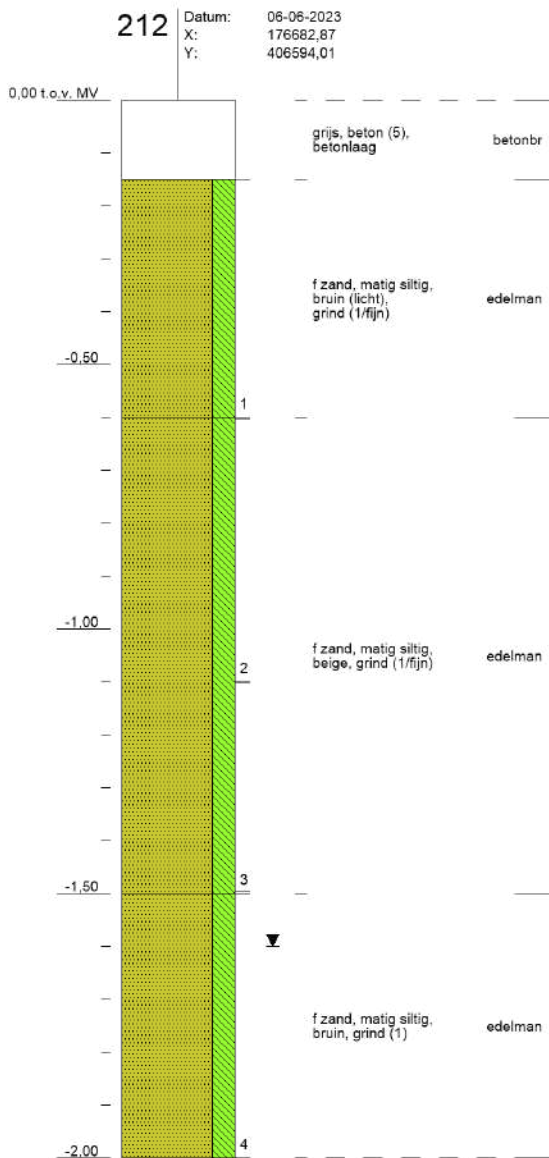 212
Datum: 06-06-2023
X: 176682,87
Y: 406594,01
0,00 t.o.v. MV
grijs, beton (5),
betonlaag
betonbr
f zand, matig siltig,
bruin (licht),
grind (1/fijn)
edelman
-0,50
1
-1,00
f zand, matig siltig,
beige, grind (1/fijn)
edelman
2
3
-1,50
f zand, matig siltig,
bruin, grind (1)
edelman
4
-2,00